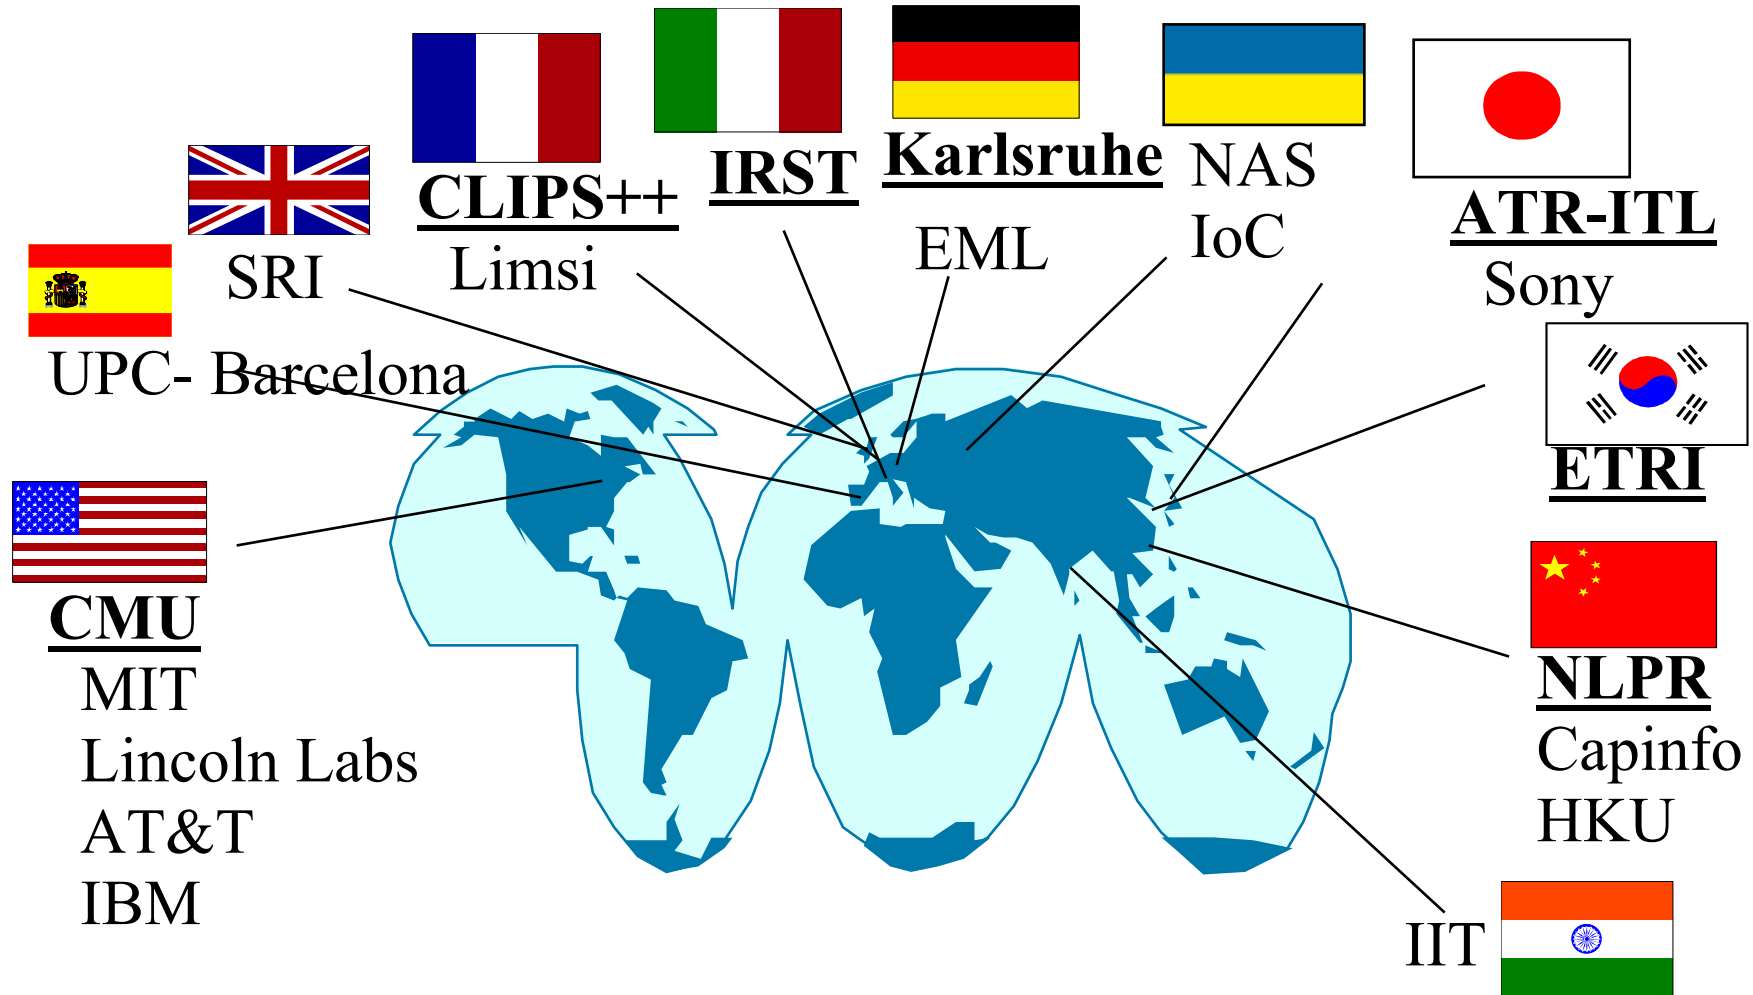 UPC- Barcelona
SRI
CLIPS++
Limsi
IRST
Karlsruhe
EML
NAS
IoC
ATR-ITL
Sony
ETRI
CMU
MIT
Lincoln Labs
AT&T
IBM
NLPR
Capinfo
HKU
IIT